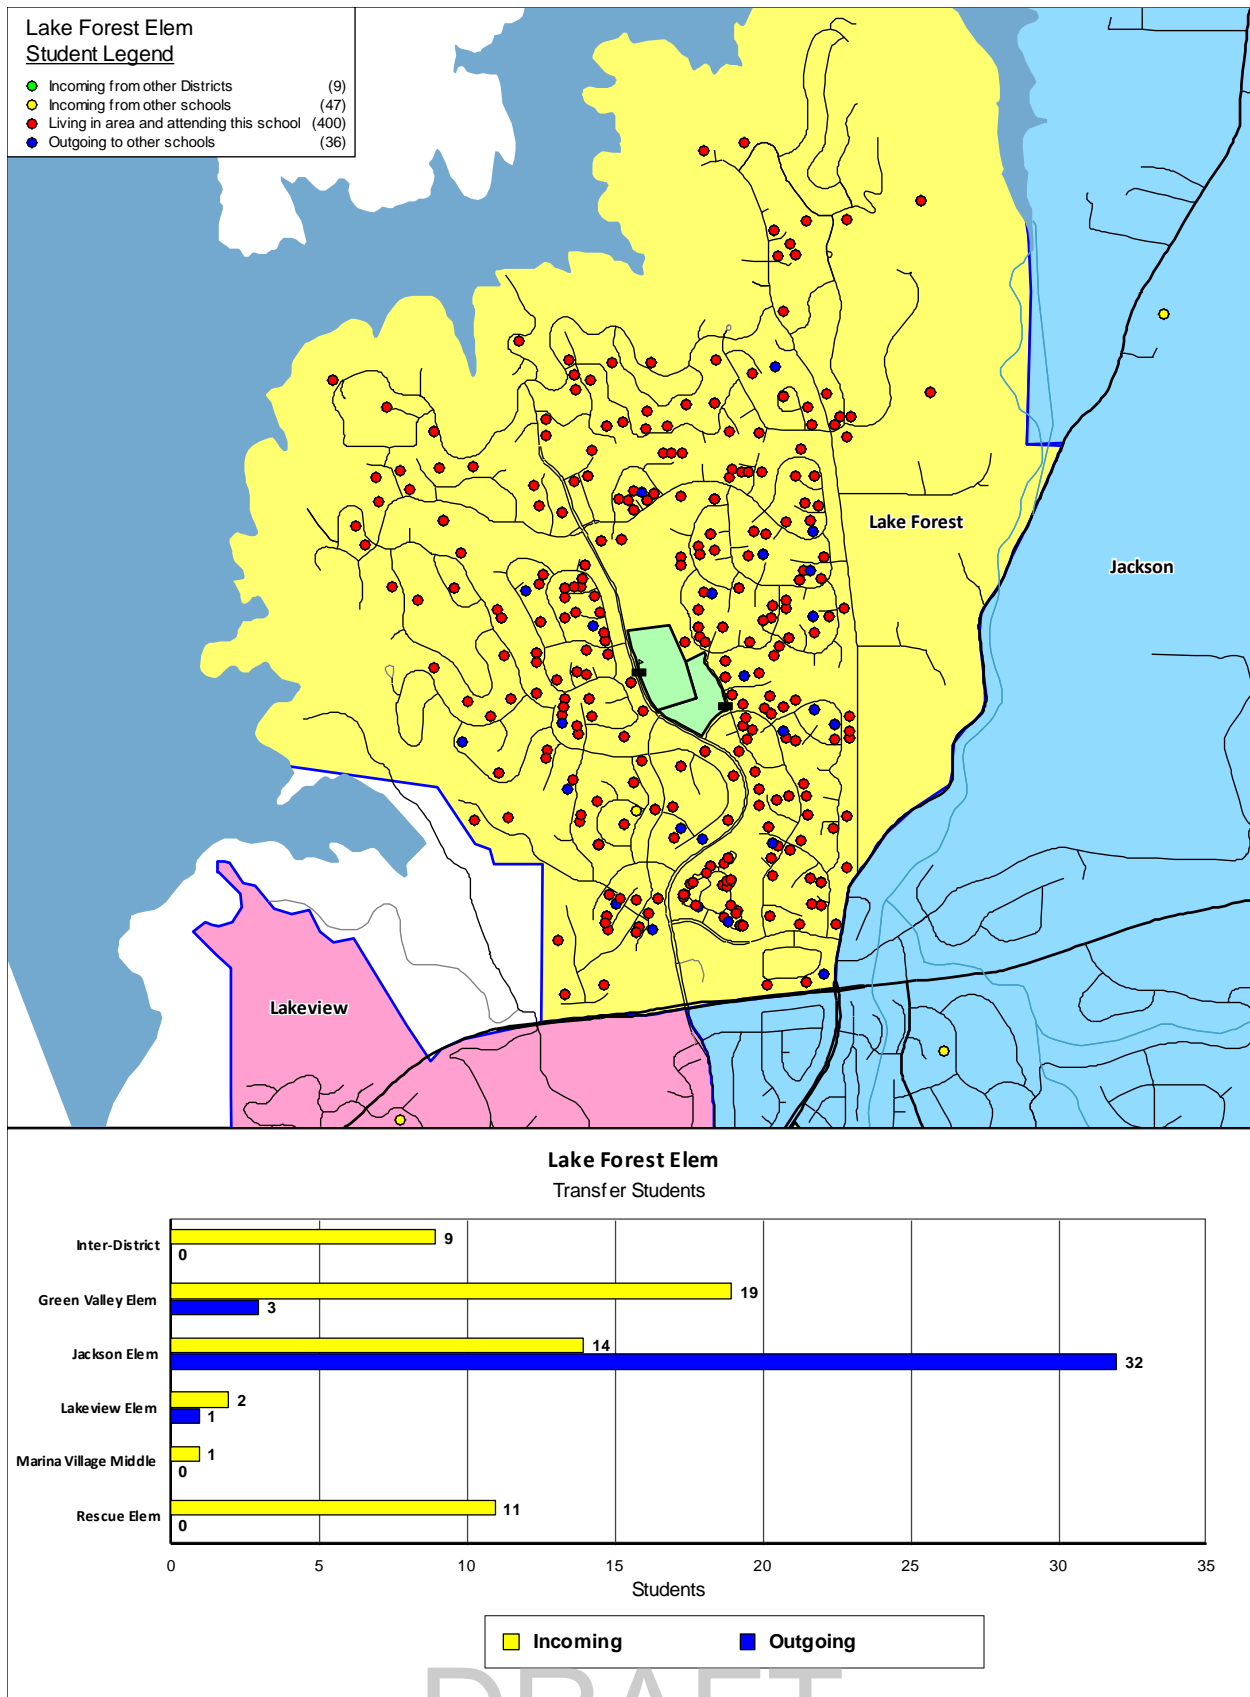 Lake Forest Elem
Student Legend
Incoming from other Districts (9)
Incoming from other schools (47)
Living in area and attending this school (400)
Outgoing to other schools (36)
Lake Forest
Jackson
Lakeview
Lake Forest Elem
Transfer Students
Inter-District 9
0
Green Valley Elem 19
3
Jackson Elem 14
32
Lakeview Elem 2
1
Marina Village Middle 1
0
Rescue Elem 11
0
0 5 10 15 20 25 30 35
Students
Incoming Outgoing
DRAFT